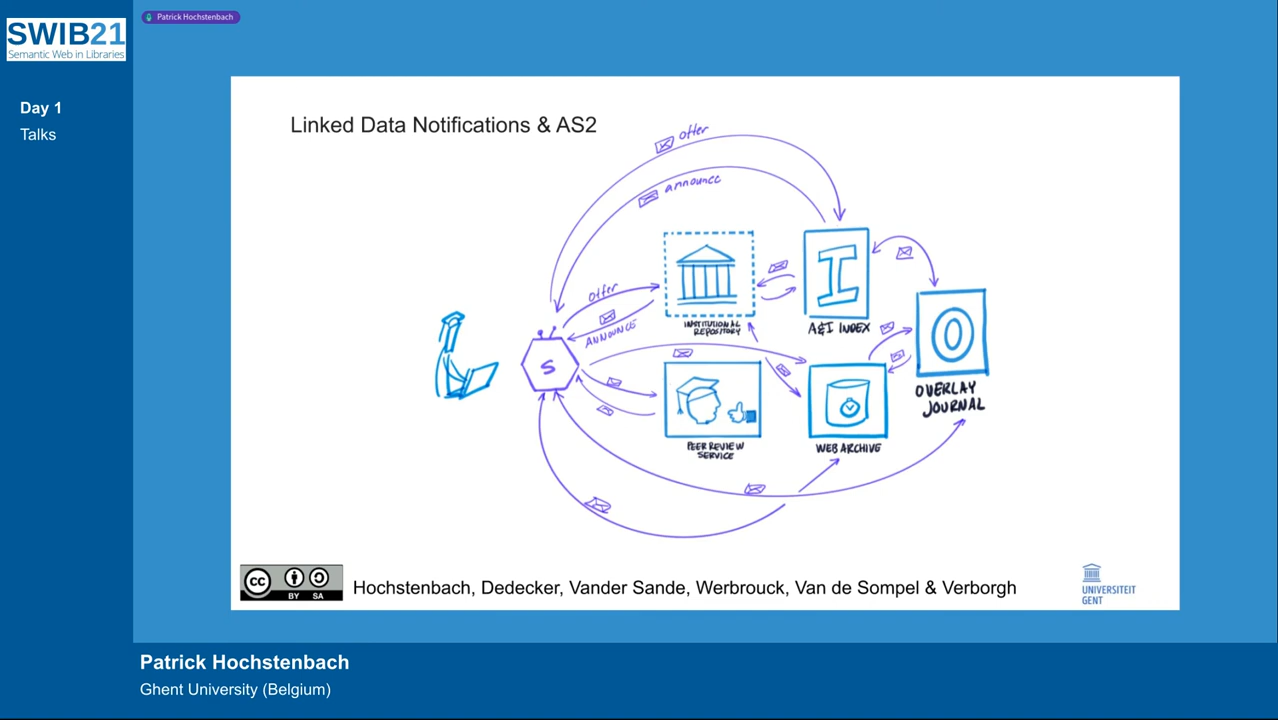 Patrick Hochstenbach
SWIB21
Semantic Web in Libraries
Day 1
Talks
Linked Data Notifications & AS2
offer
announce
OFFER
ANNOUNCE
INSTITUTIONAL
REPOSITORY
A&I INDEX
I
O
S
OVERLAY
JOURNAL
PEER REVIEW
SERVICE
WEB ARCHIVE
cc
BY SA
Hochstenbach, Dedecker, Vander Sande, Werbrouck, Van de Sompel & Verborgh
UNIVERSITEIT
GENT
Patrick Hochstenbach
Ghent University (Belgium)